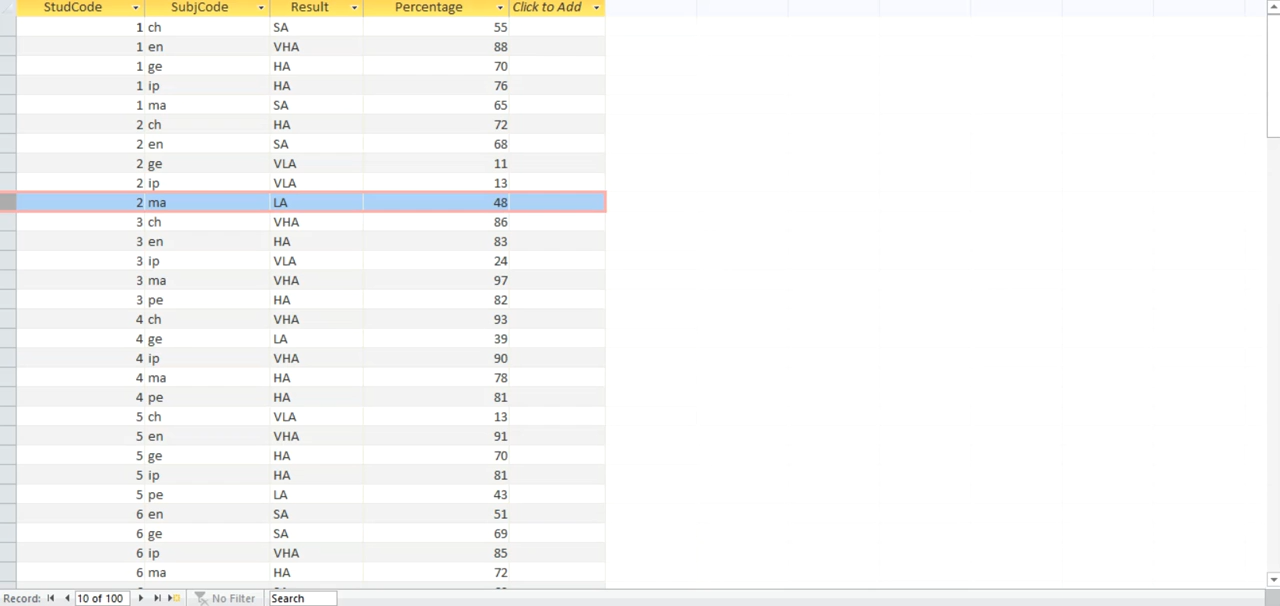 StudCode SubjCode Result Percentage Click to Add
1 ch SA 55
1 en VHA 88
1 ge HA 70
1 ip HA 76
1 ma SA 65
2 ch HA 72
2 en SA 68
2 ge VLA 11
2 ip VLA 13
2 ma LA 48
3 ch VHA 86
3 en HA 83
3 ip VLA 24
3 ma VHA 97
3 pe HA 82
4 ch VHA 93
4 ge LA 39
4 ip VHA 90
4 ma HA 78
4 pe HA 81
5 ch VLA 13
5 en VHA 91
5 ge HA 70
5 ip HA 81
5 pe LA 43
6 en SA 51
6 ge SA 69
6 ip VHA 85
6 ma HA 72
Record: 10 of 100 No Filter Search